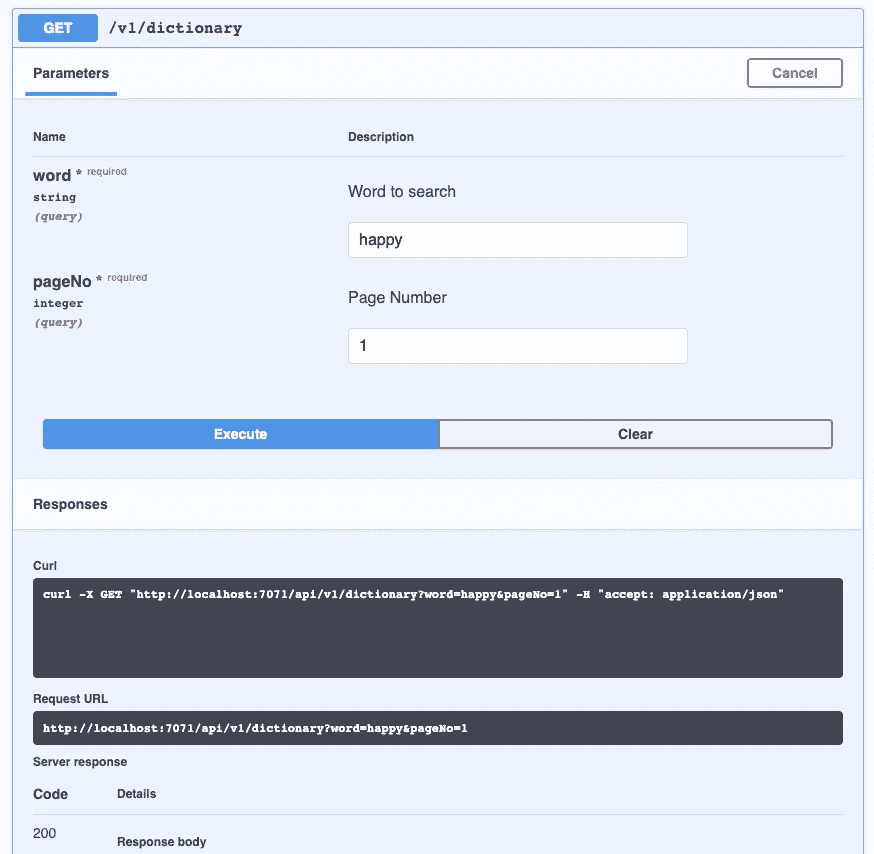 GET /v1/dictionary
Parameters Cancel
Name Description
word * required
string
(query)
Word to search
happy
pageNo * required
integer
(query)
Page Number
1
Execute Clear
Responses
Curl
curl -X GET "http://localhost:7071/api/v1/dictionary?word=happy&pageNo=1" -H "accept: application/json"
Request URL
http://localhost:7071/api/v1/dictionary?word=happy&pageNo=1
Server response
Code Details
200
Response body